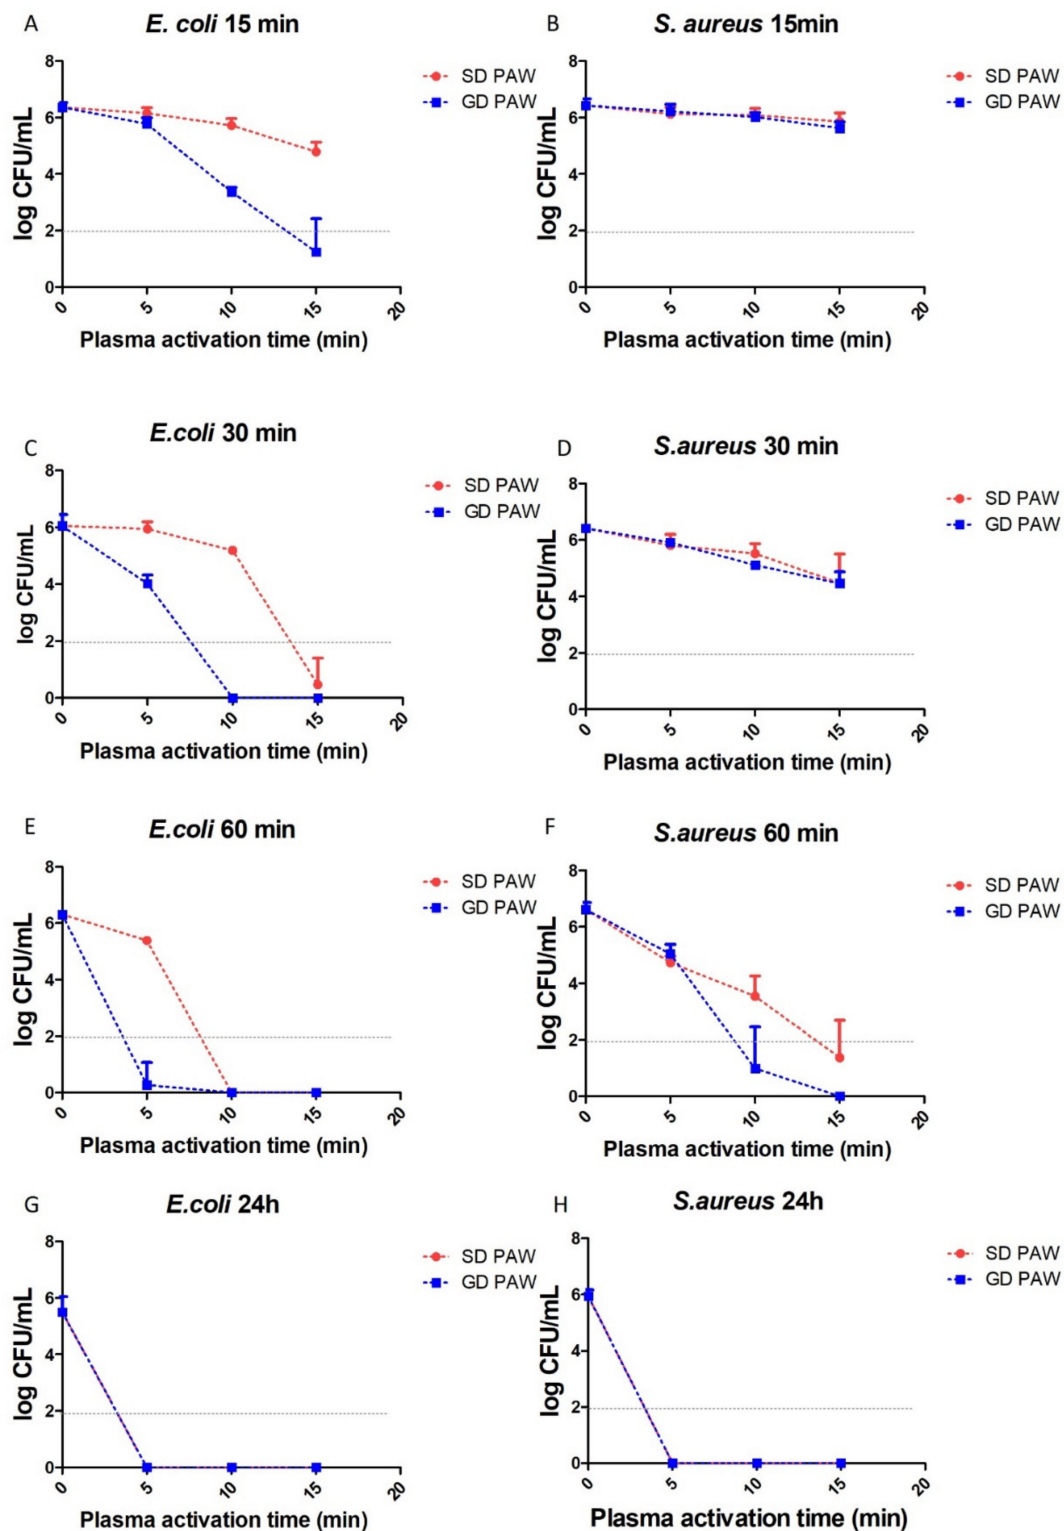 A
E. coli 15 min
8
6
4
2
0
log CFU/mL
0
5
10
15
20
Plasma activation time (min)
SD PAW
GD PAW
B
S. aureus 15min
8
6
4
2
0
log CFU/mL
0
5
10
15
20
Plasma activation time (min)
SD PAW
GD PAW
C
E.coli 30 min
8
6
4
2
0
log CFU/mL
0
5
10
15
20
Plasma activation time (min)
SD PAW
GD PAW
D
S.aureus 30 min
8
6
4
2
0
log CFU/mL
0
5
10
15
20
Plasma activation time (min)
SD PAW
GD PAW
E
E.coli 60 min
8
6
4
2
0
log CFU/mL
0
5
10
15
20
Plasma activation time (min)
SD PAW
GD PAW
F
S.aureus 60 min
8
6
4
2
0
log CFU/mL
0
5
10
15
20
Plasma activation time (min)
SD PAW
GD PAW
G
E.coli 24h
8
6
4
2
0
log CFU/mL
0
5
10
15
20
Plasma activation time (min)
SD PAW
GD PAW
H
S.aureus 24h
8
6
4
2
0
log CFU/mL
0
5
10
15
20
Plasma activation time (min)
SD PAW
GD PAW